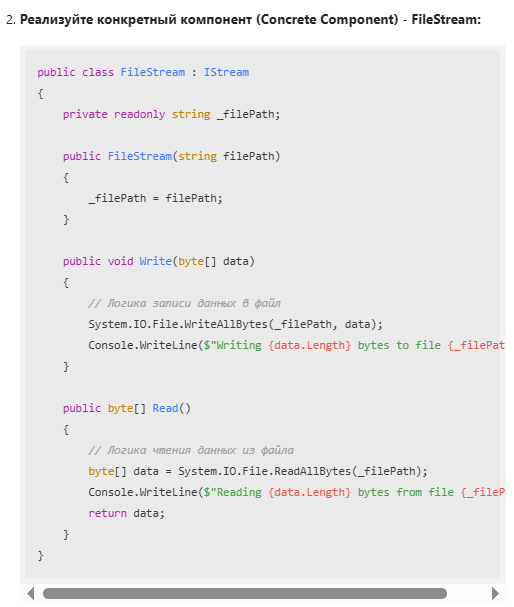 2. Реализуйте конкретный компонент (Concrete Component) - FileStream:
public class FileStream : IStream
{
    private readonly string _filePath;

    public FileStream(string filePath)
    {
        _filePath = filePath;
    }

    public void Write(byte[] data)
    {
        // Логика записи данных в файл
        System.IO.File.WriteAllBytes(_filePath, data);
        Console.WriteLine($"Writing {data.Length} bytes to file {_filePat
    }

    public byte[] Read()
    {
        // Логика чтения данных из файла
        byte[] data = System.IO.File.ReadAllBytes(_filePath);
        Console.WriteLine($"Reading {data.Length} bytes from file {_fileP
        return data;
    }
}